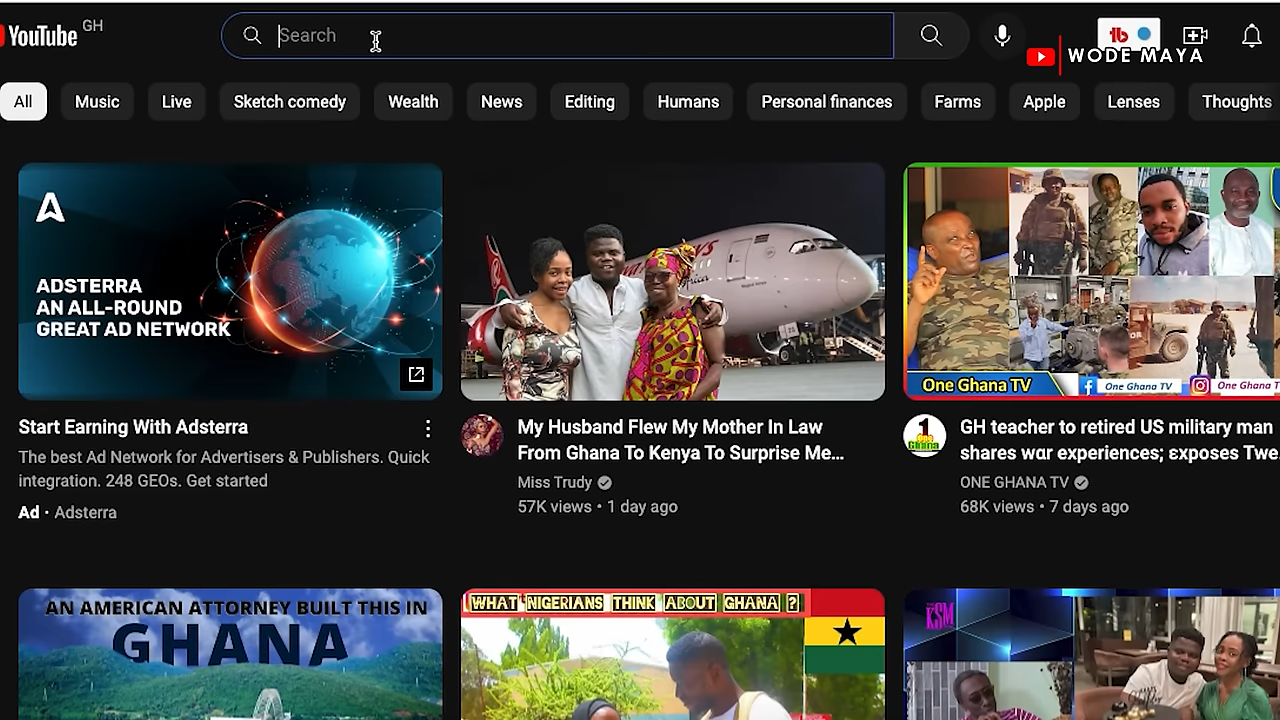 YouTube GH
Search
WODE MAYA
All
Music
Live
Sketch comedy
Wealth
News
Editing
Humans
Personal finances
Farms
Apple
Lenses
Thoughts
ADSTERRA
AN ALL-ROUND
GREAT AD NETWORK
Start Earning With Adsterra
The best Ad Network for Advertisers & Publishers. Quick
integration. 248 GEOs. Get started
Ad · Adsterra
My Husband Flew My Mother In Law
From Ghana To Kenya To Surprise Me...
Miss Trudy
57K views • 1 day ago
One Ghana TV
One Ghana TV
One Ghana T
GH teacher to retired US military man
shares wɑr experiences; ɛxposes Twe
ONE GHANA TV
68K views • 7 days ago
AN AMERICAN ATTORNEY BUILT THIS IN
GHANA
WHAT NIGERIANS THINK ABOUT GHANA ?
KSM